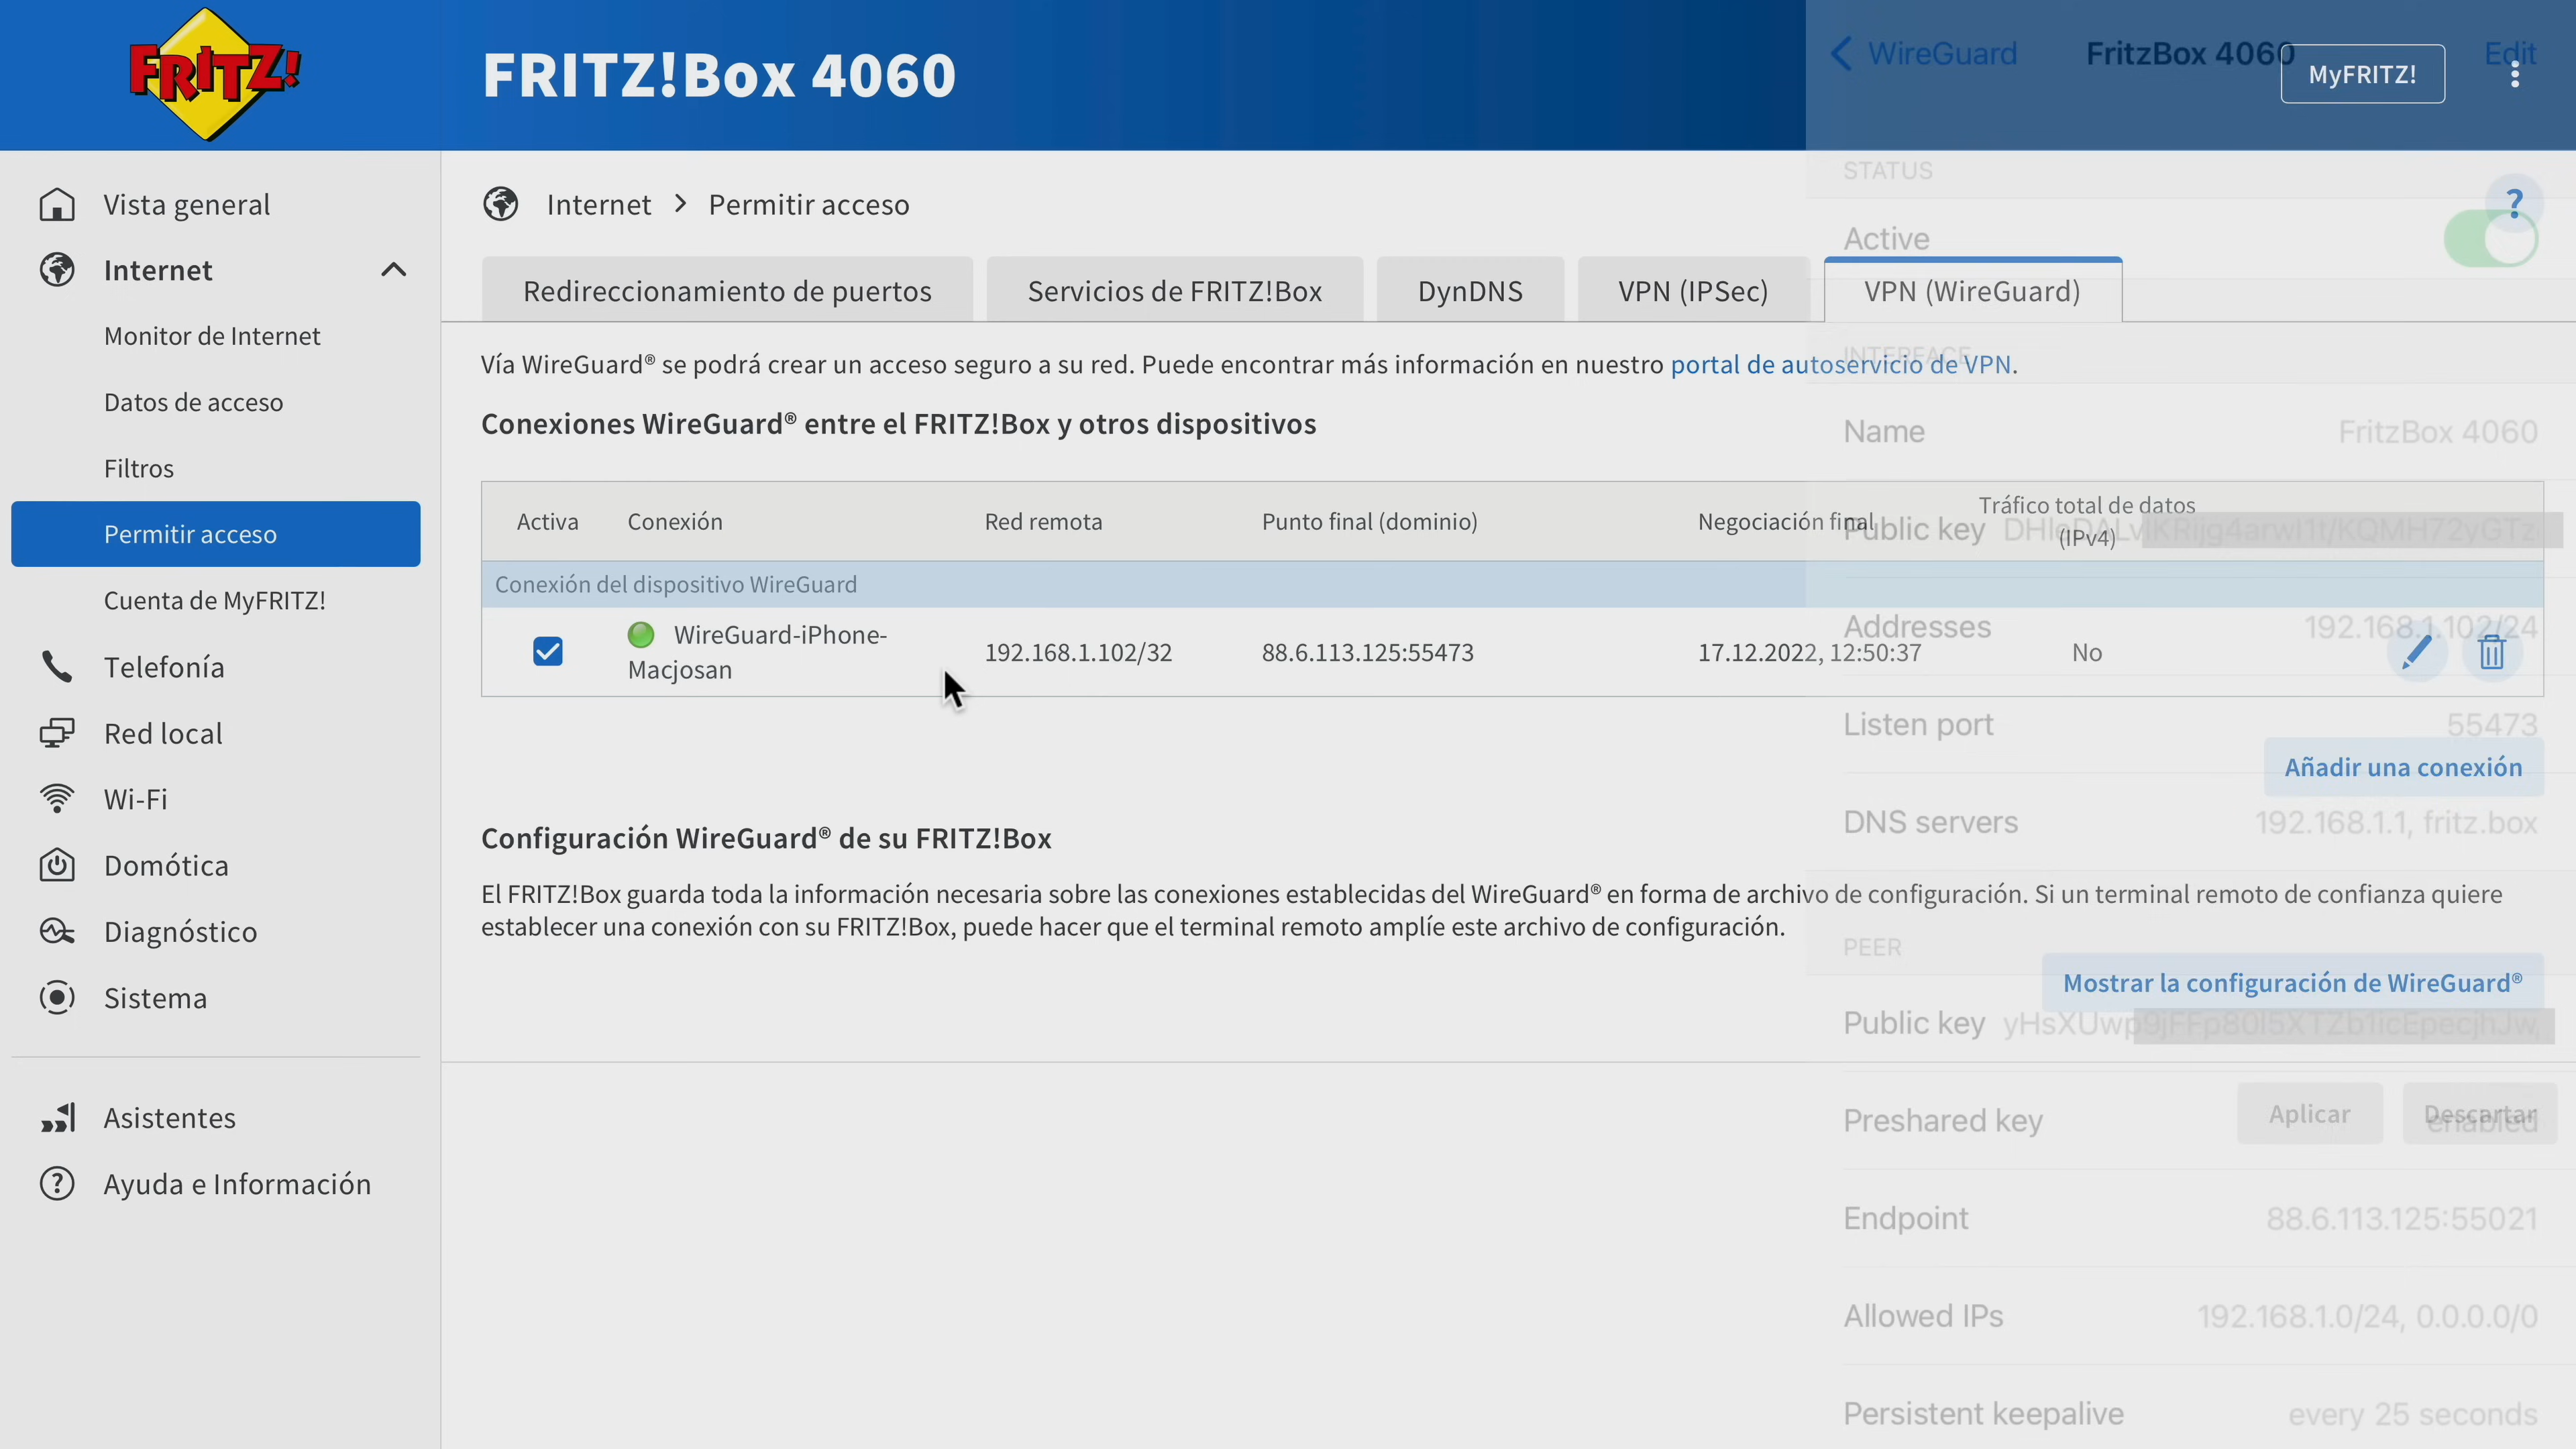 FRITZ!
FRITZ!Box 4060
WireGuard
FritzBox 4060
Edit
MyFRITZ!
Vista general
Internet
Monitor de Internet
Datos de acceso
Filtros
Permitir acceso
Cuenta de MyFRITZ!
Telefonía
Red local
Wi-Fi
Domótica
Diagnóstico
Sistema
Asistentes
Ayuda e Información
Internet > Permitir acceso
Redireccionamiento de puertos
Servicios de FRITZ!Box
DynDNS
VPN (IPSec)
VPN (WireGuard)
Vía WireGuard® se podrá crear un acceso seguro a su red. Puede encontrar más información en nuestro portal de autoservicio de VPN.
Conexiones WireGuard® entre el FRITZ!Box y otros dispositivos
Activa
Conexión
Red remota
Punto final (dominio)
Negociación final
Tráfico total de datos
(IPv4)
Conexión del dispositivo WireGuard
WireGuard-iPhone-
Macjosan
192.168.1.102/32
88.6.113.125:55473
17.12.2022, 12:50:37
No
Añadir una conexión
Configuración WireGuard® de su FRITZ!Box
El FRITZ!Box guarda toda la información necesaria sobre las conexiones establecidas del WireGuard® en forma de archivo de configuración. Si un terminal remoto de confianza quiere
establecer una conexión con su FRITZ!Box, puede hacer que el terminal remoto amplíe este archivo de configuración.
Mostrar la configuración de WireGuard®
Aplicar
Descartar
STATUS
Active
?
INTERFACE
Name
FritzBox 4060
Public key
Addresses
192.168.1.102/24
Listen port
55473
DNS servers
192.168.1.1, fritz.box
PEER
Public key
Preshared key
enabled
Endpoint
88.6.113.125:55021
Allowed IPs
192.168.1.0/24, 0.0.0.0/0
Persistent keepalive
every 25 seconds